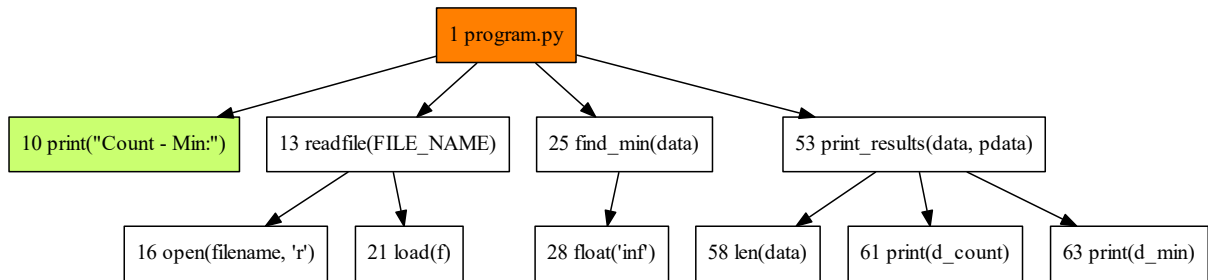 1 program.py
10 print("Count - Min:")
13 readfile(FILE_NAME)
25 find_min(data)
53 print_results(data, pdata)
16 open(filename, 'r')
21 load(f)
28 float('inf')
58 len(data)
61 print(d_count)
63 print(d_min)